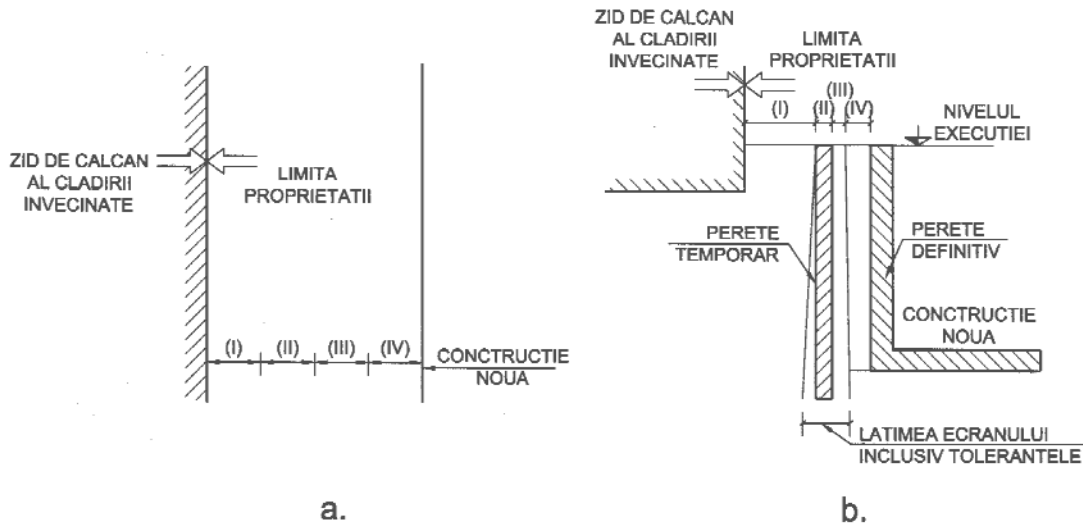 ZID DE CALCAN
AL CLADIRII
INVECINATE
LIMITA
PROPRIETATII
(I) (II) (III) (IV)
CONCTRUCTIE
NOUA
a.
ZID DE CALCAN
AL CLADIRII
INVECINATE
LIMITA
PROPRIETATII
(III)
(I) (II) (IV)
NIVELUL
EXECUTIEI
PERETE
TEMPORAR
PERETE
DEFINITIV
CONCTRUCTIE
NOUA
LATIMEA ECRANULUI
INCLUSIV TOLERANTELE
b.